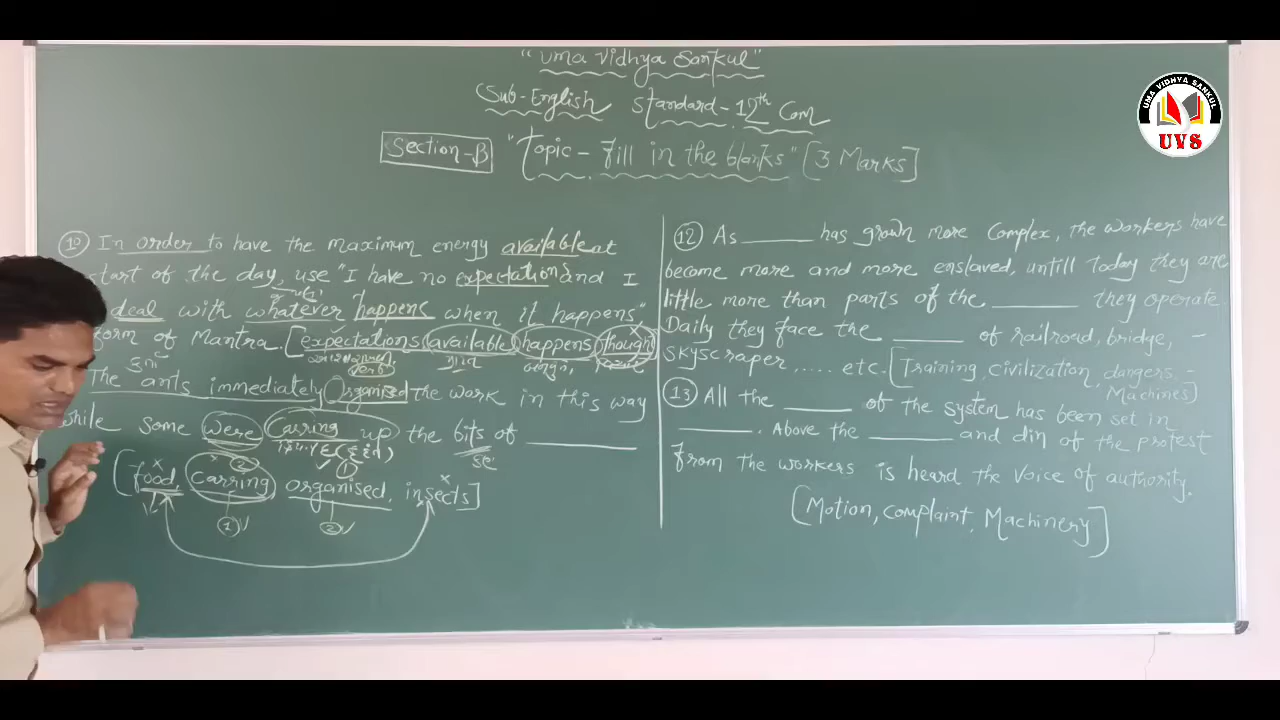 "Uma Vidhya Sankul"
Sub-English Standard-12th Com
Section-B "Topic - Fill in the blanks" [3 Marks]
10 In order to have the maximum energy available at
start of the day, use "I have no expectations and I
deal with whatever happens when it happens"
form of Mantra. [expectations, available, happens, though]
The ants immediately Organised the work in this way
while some were Carring up the bits of ______
[food, Carring, organised, insects]
12 As ______ has grown more Complex, the workers have
become more and more enslaved, untill today they are
little more than parts of the ______ they operate.
Daily they face the ______ of railroad, bridge,
skyscraper ..... etc. [Training, civilization, dangers,
Machines]
13 All the ______ of the system has been set in
______. Above the ______ and din of the protest
from the workers is heard the voice of authority.
[Motion, complaint, Machinery]
UMA VIDHYA SANKUL
UVS